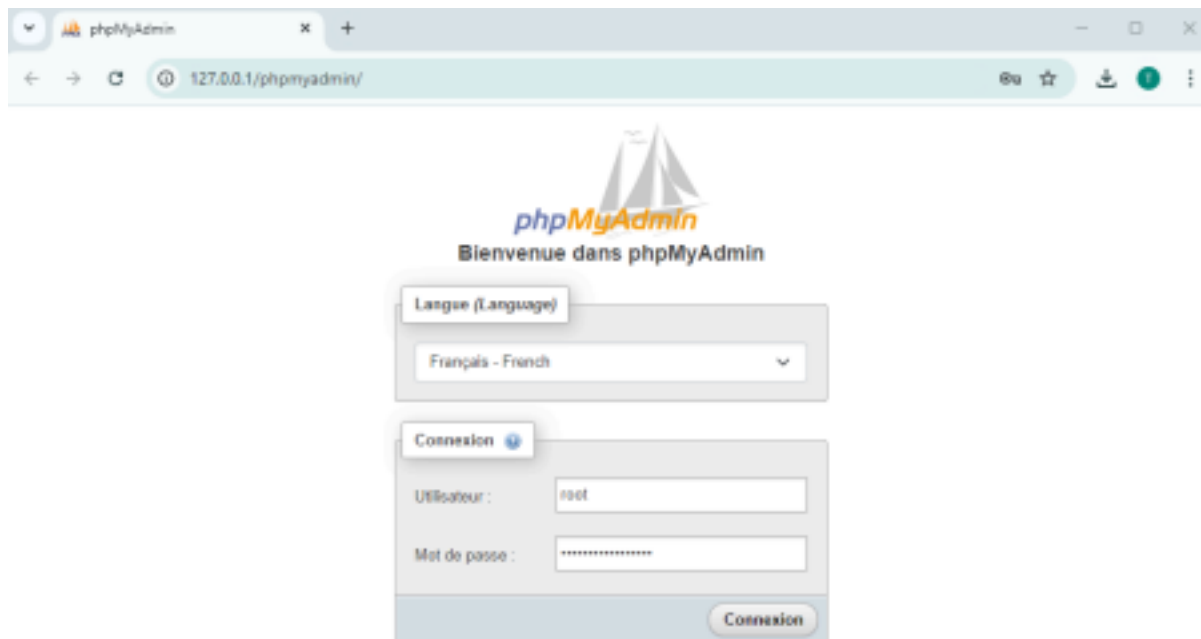 phpMyAdmin
127.0.0.1/phpmyadmin/
phpMyAdmin
Bienvenue dans phpMyAdmin
Langue (Language)
Français - French
Connexion
Utilisateur : root
Mot de passe : •••••••••••••••••
Connexion